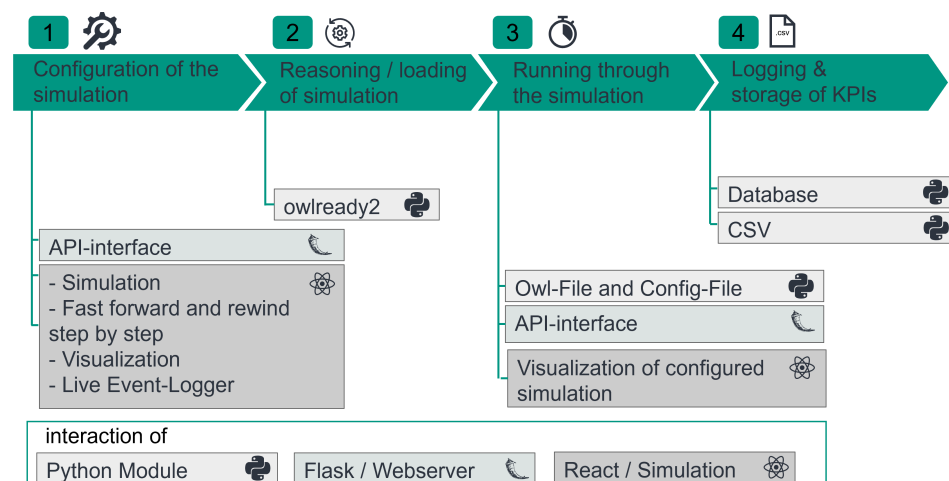 1
2
3
4
.csv
Configuration of the
simulation
Reasoning / loading
of simulation
Running through
the simulation
Logging &
storage of KPIs
owlready2
Database
CSV
API-interface
- Simulation
- Fast forward and rewind
step by step
- Visualization
- Live Event-Logger
Owl-File and Config-File
API-interface
Visualization of configured
simulation
interaction of
Python Module
Flask / Webserver
React / Simulation